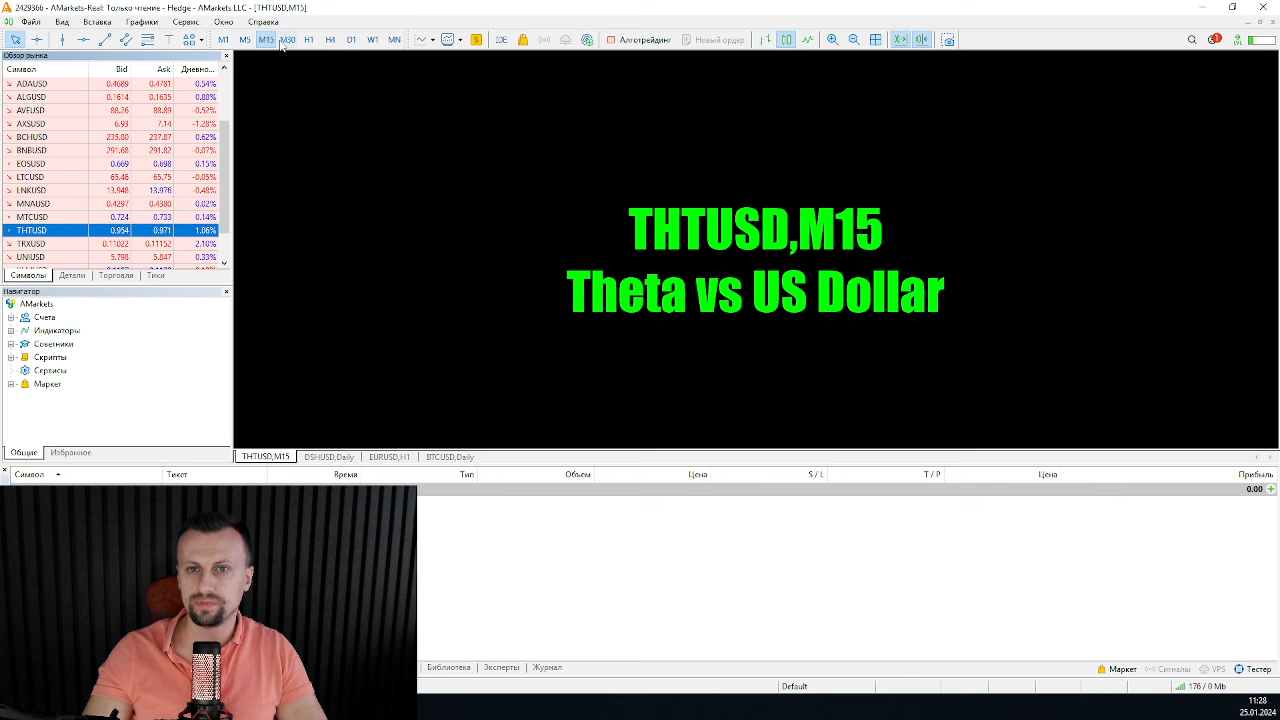 2429366 - AMarkets-Real: Только чтение - Hedge - AMarkets LLC - [THTUSD,M15]
Файл Вид Вставка Графики Сервис Окно Справка
M1 M5 M15 M30 H1 H4 D1 W1 MN IDE Алготрейдинг Новый ордер
Обзор рынка
Символ Bid Ask Дневно...
ADAUSD 0.4689 0.4781 0.54%
ALGUSD 0.1614 0.1635 0.88%
AVEUSD 88.26 88.89 -0.52%
AXSUSD 6.93 7.14 -1.28%
BCHUSD 235.80 237.87 0.62%
BNBUSD 291.68 291.82 -0.07%
EOSUSD 0.669 0.698 0.15%
LTCUSD 65.46 65.75 -0.05%
LNKUSD 13.948 13.976 -0.48%
MNAUSD 0.4297 0.4380 0.02%
MTCUSD 0.724 0.733 0.14%
THTUSD 0.954 0.971 1.06%
TRXUSD 0.11022 0.11152 2.10%
UNIUSD 5.798 5.847 0.33%
Символы Детали Торговля Тики
THTUSD,M15
Theta vs US Dollar
Навигатор
AMarkets
Счета
Индикаторы
Советники
Скрипты
Сервисы
Маркет
Общие Избранное
THTUSD,M15 DSHUSD,Daily EURUSD,H1 BTCUSD,Daily
Символ Тикет Время Тип Объем Цена S / L T / P Цена Прибыль
0.00
Библиотека Эксперты Журнал
Маркет Сигналы VPS Тестер
Default 176 / 0 Mb
11:28
25.01.2024